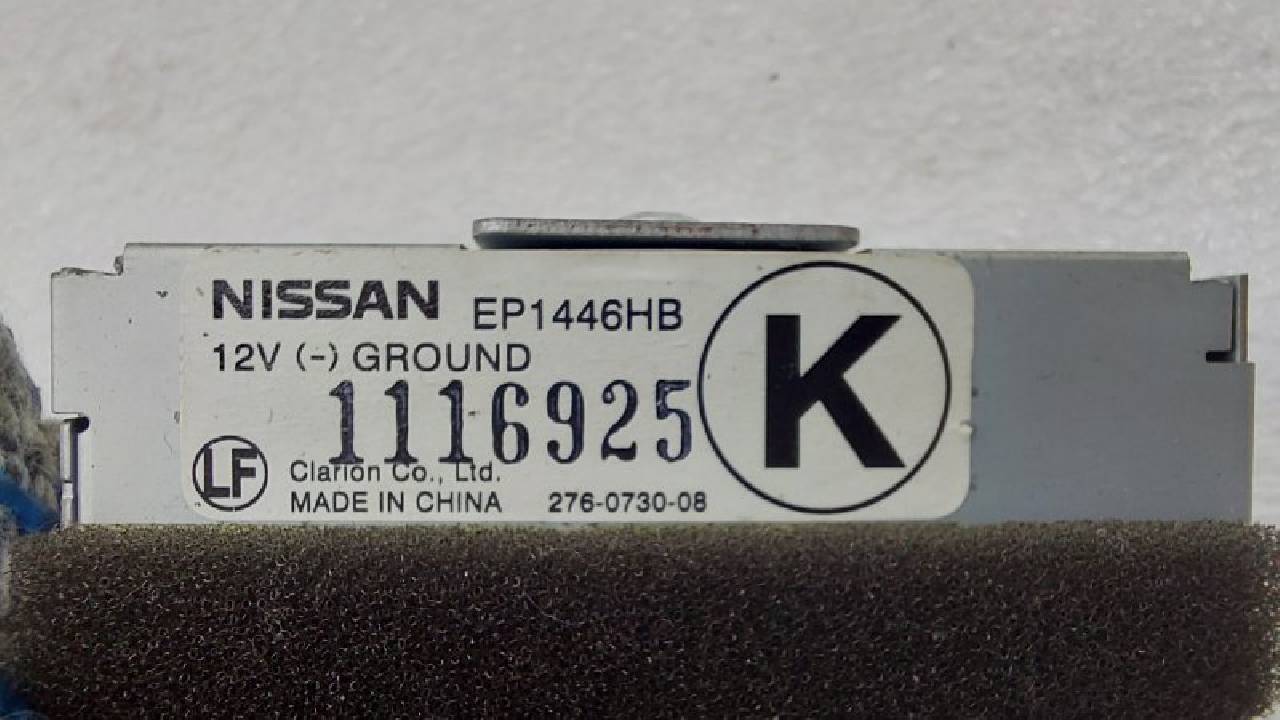 NISSAN EP1446HB
K
12V (-) GROUND
1116925
LF
Clarion Co., Ltd.
MADE IN CHINA 276-0730-08